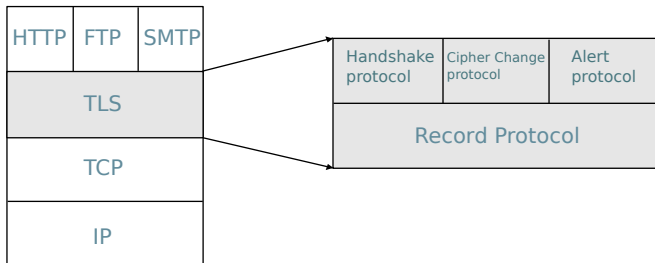 HTTP FTP SMTP
TLS
TCP
IP
Handshake
protocol
Cipher Change
protocol
Alert
protocol
Record Protocol